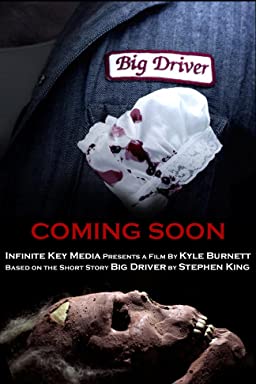 Big Driver
COMING SOON
INFINITE KEY MEDIA PRESENTS A FILM BY KYLE BURNETT
BASED ON THE SHORT STORY BIG DRIVER BY STEPHEN KING